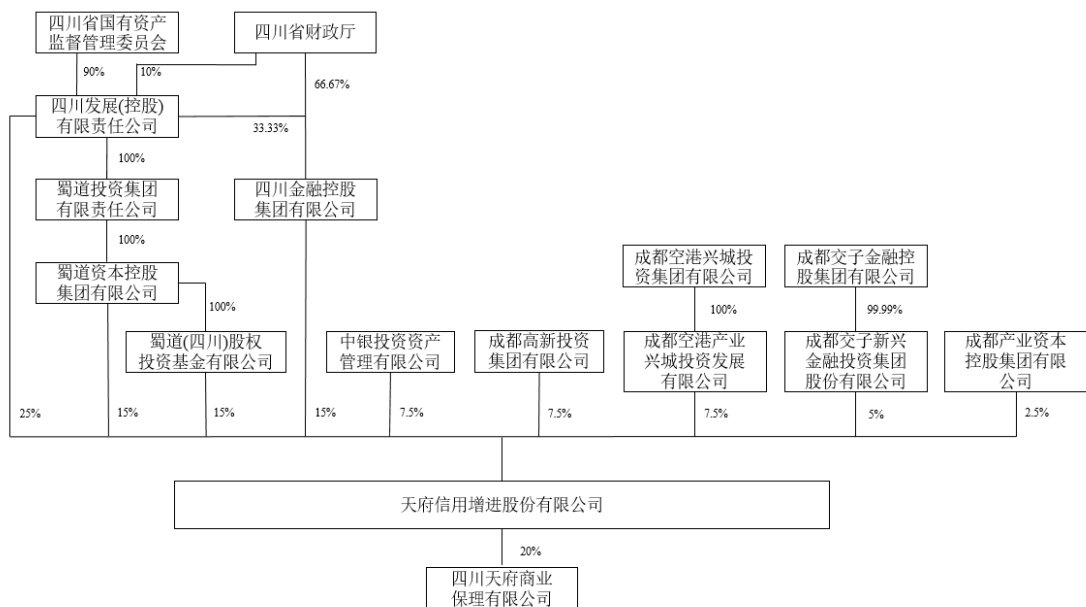 四川省国有资产
监督管理委员会
四川省财政厅
90%
10%
66.67%
四川发展(控股)
有限责任公司
33.33%
100%
蜀道投资集团
有限责任公司
四川金融控股
集团有限公司
100%
蜀道资本控股
集团有限公司
成都空港兴城投
资集团有限公司
成都交子金融控
股集团有限公司
100%
100%
99.99%
蜀道(四川)股权
投资基金有限公司
中银投资资产
管理有限公司
成都高新投资
集团有限公司
成都空港产业
兴城投资发展
有限公司
成都交子新兴
金融投资集团
股份有限公司
成都产业资本
控股集团有限
公司
25%
15%
15%
15%
7.5%
7.5%
7.5%
5%
2.5%
天府信用增进股份有限公司
20%
四川天府商业
保理有限公司